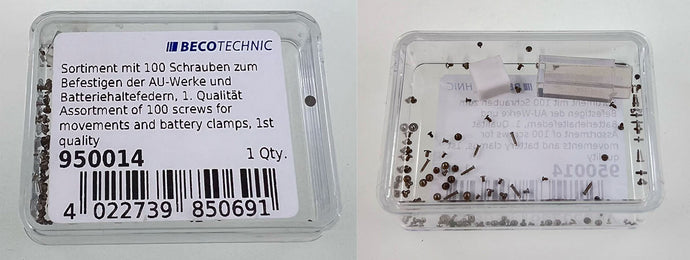 BECOTECHNIC
Sortiment mit 100 Schrauben zum
Befestigen der AU-Werke und
Batteriehaltefedern, 1. Qualität
Assortment of 100 screws for
movements and battery clamps, 1st
quality
950014 1 Qty.
4 022739 850691
BECOTECHNIC